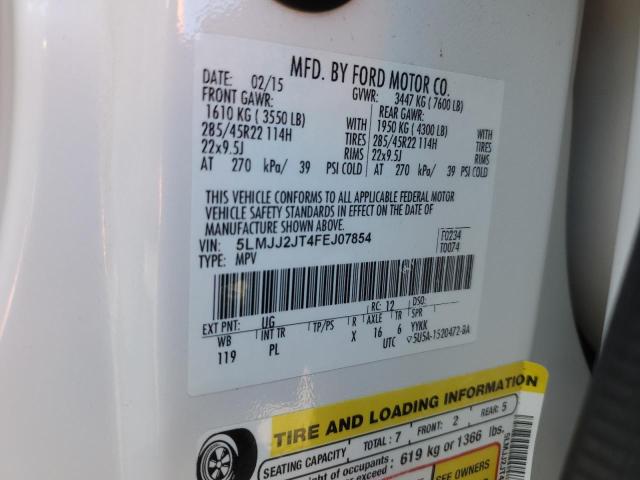 MFD. BY FORD MOTOR CO.
DATE: 02/15 GVWR: 3447 KG ( 7600 LB)
FRONT GAWR: REAR GAWR:
1610 KG ( 3550 LB) WITH 1950 KG ( 4300 LB) WITH
285/45R22 114H TIRES 285/45R22 114H TIRES
22x9.5J RIMS 22x9.5J RIMS
AT 270 kPa/ 39 PSI COLD AT 270 kPa/ 39 PSI COLD
THIS VEHICLE CONFORMS TO ALL APPLICABLE FEDERAL MOTOR
VEHICLE SAFETY STANDARDS IN EFFECT ON THE DATE OF
MANUFACTURE SHOWN ABOVE.
VIN: 5LMJJ2JT4FEJ07854 T0234
TYPE: MPV T0074
EXT PNT: UG RC: 12 DSO:
WB INT TR TP/PS R AXLE TR SPR
119 PL X 16 6 YYKK
UTC 5U5A-1520472-BA
TIRE AND LOADING INFORMATION
SEATING CAPACITY TOTAL: 7 FRONT: 2 REAR: 5
weight of occupants 619 kg or 1366 lbs.
SEE OWNERS